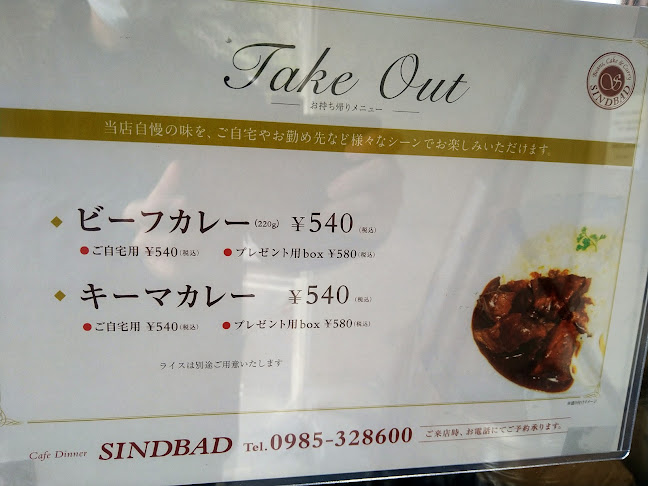 Take Out
お持ち帰りメニュー
SINDBAD
当店自慢の味を、ご自宅やお勤め先など様々なシーンでお楽しみいただけます。
◆ ビーフカレー (220g) ¥540 (税込)
●ご自宅用 ¥540(税込) ●プレゼント用box ¥580(税込)
◆ キーマカレー ¥540 (税込)
●ご自宅用 ¥540(税込) ●プレゼント用box ¥580(税込)
ライスは別途ご用意いたします
Cafe Dinner SINDBAD Tel.0985-328600 ご来店時、お電話にてご予約承ります。